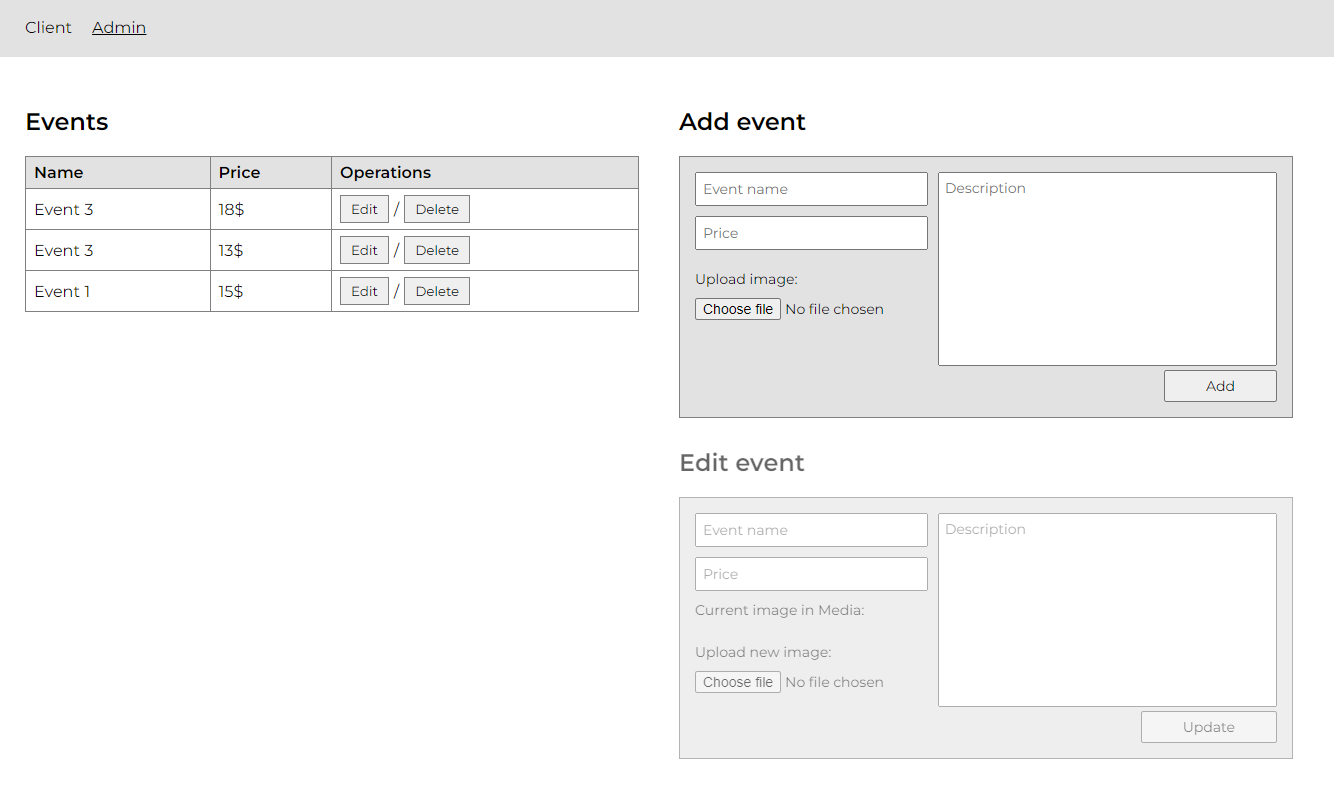 Client Admin
Events
Name Price Operations
Event 3 18$ Edit / Delete
Event 3 13$ Edit / Delete
Event 1 15$ Edit / Delete
Add event
Event name
Price
Upload image:
Choose file No file chosen
Description
Add
Edit event
Event name
Price
Current image in Media:
Upload new image:
Choose file No file chosen
Description
Update